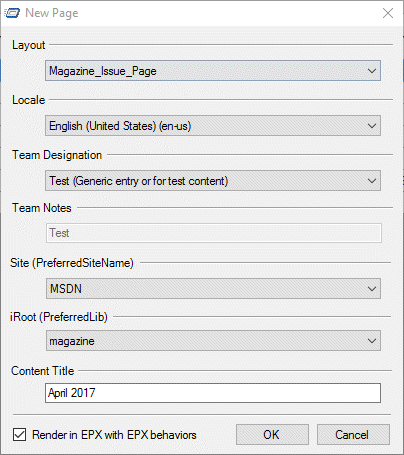 New Page
Layout
Magazine_Issue_Page
Locale
English (United States) (en-us)
Team Designation
Test (Generic entry or for test content)
Team Notes
Test
Site (PreferredSiteName)
MSDN
iRoot (PreferredLib)
magazine
Content Title
April 2017
Render in EPX with EPX behaviors
OK
Cancel